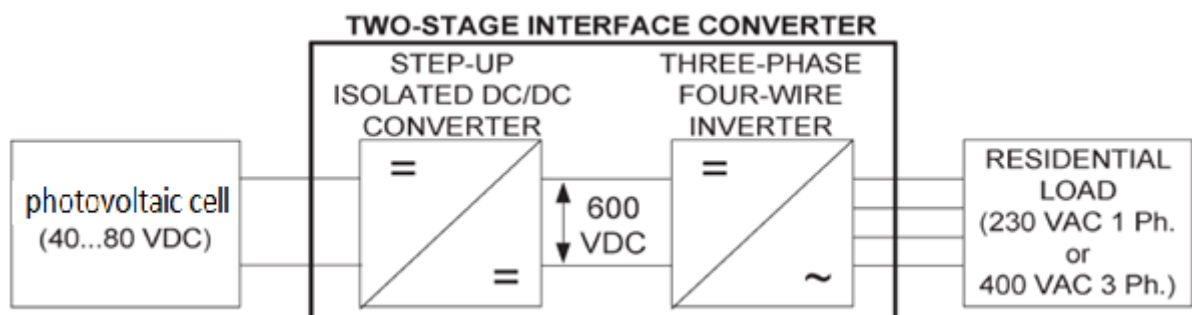 TWO-STAGE INTERFACE CONVERTER
STEP-UP
ISOLATED DC/DC
CONVERTER
THREE-PHASE
FOUR-WIRE
INVERTER
photovoltaic cell
(40...80 VDC)
=
=
600
VDC
=
~
RESIDENTIAL
LOAD
(230 VAC 1 Ph.
or
400 VAC 3 Ph.)